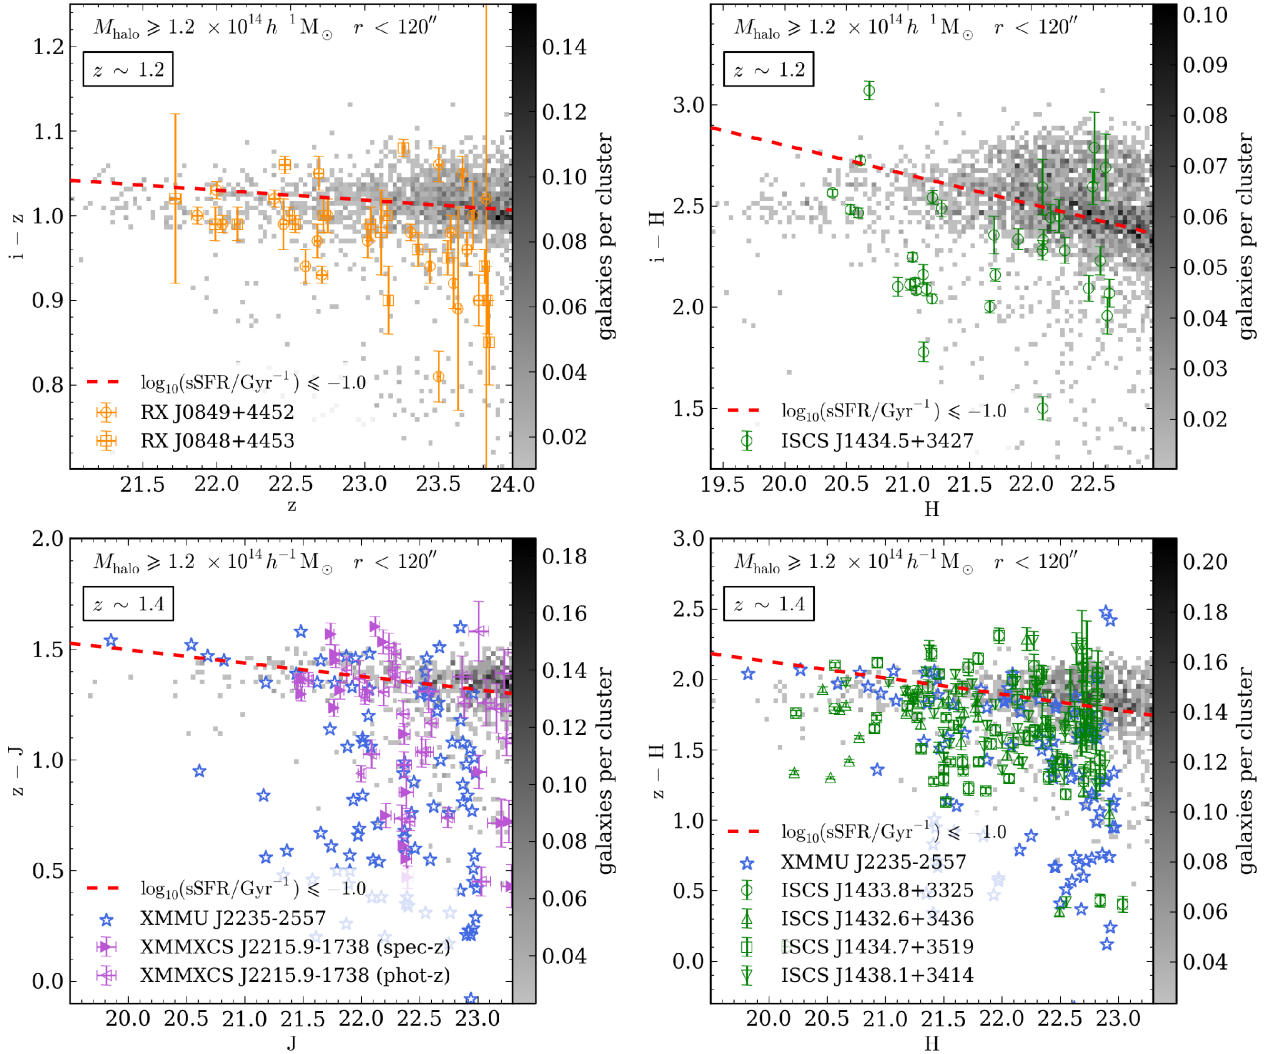 M_halo ⩾ 1.2 × 10^14 h^-1 M_⊙ r < 120″
z ∼ 1.2
1.2
1.1
1.0
0.9
0.8
i − z
21.5 22.0 22.5 23.0 23.5 24.0
z
log_10(sSFR/Gyr^−1) ⩽ −1.0
RX J0849+4452
RX J0848+4453
0.14
0.12
0.10
0.08
0.06
0.04
0.02
galaxies per cluster
M_halo ⩾ 1.2 × 10^14 h^-1 M_⊙ r < 120″
z ∼ 1.2
3.0
2.5
2.0
1.5
i − H
19.5 20.0 20.5 21.0 21.5 22.0 22.5
H
log_10(sSFR/Gyr^−1) ⩽ −1.0
ISCS J1434.5+3427
0.10
0.09
0.08
0.07
0.06
0.05
0.04
0.03
0.02
galaxies per cluster
M_halo ⩾ 1.2 × 10^14 h^−1 M_⊙ r < 120″
z ∼ 1.4
2.0
1.5
1.0
0.5
0.0
z − J
20.0 20.5 21.0 21.5 22.0 22.5 23.0
J
log_10(sSFR/Gyr^−1) ⩽ −1.0
XMMU J2235-2557
XMMXCS J2215.9-1738 (spec-z)
XMMXCS J2215.9-1738 (phot-z)
0.18
0.16
0.14
0.12
0.10
0.08
0.06
0.04
galaxies per cluster
M_halo ⩾ 1.2 × 10^14 h^−1 M_⊙ r < 120″
z ∼ 1.4
3.0
2.5
2.0
1.5
1.0
0.5
0.0
z − H
20.0 20.5 21.0 21.5 22.0 22.5 23.0
H
log_10(sSFR/Gyr^−1) ⩽ −1.0
XMMU J2235-2557
ISCS J1433.8+3325
ISCS J1432.6+3436
ISCS J1434.7+3519
ISCS J1438.1+3414
0.20
0.18
0.16
0.14
0.12
0.10
0.08
0.06
0.04
galaxies per cluster